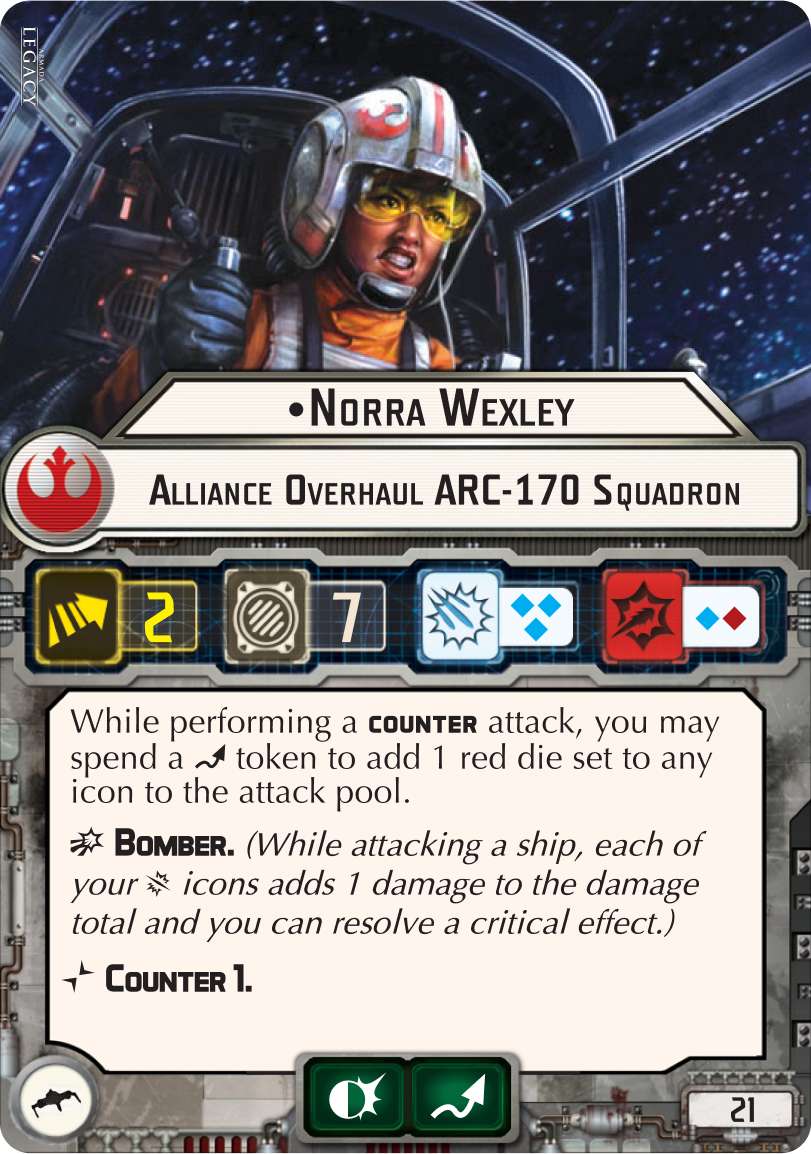 ARMADA
LEGACY
•NORRA WEXLEY
ALLIANCE OVERHAUL ARC-170 SQUADRON
2 7
While performing a COUNTER attack, you may
spend a token to add 1 red die set to any
icon to the attack pool.
BOMBER. (While attacking a ship, each of
your icons adds 1 damage to the damage
total and you can resolve a critical effect.)
COUNTER 1.
21